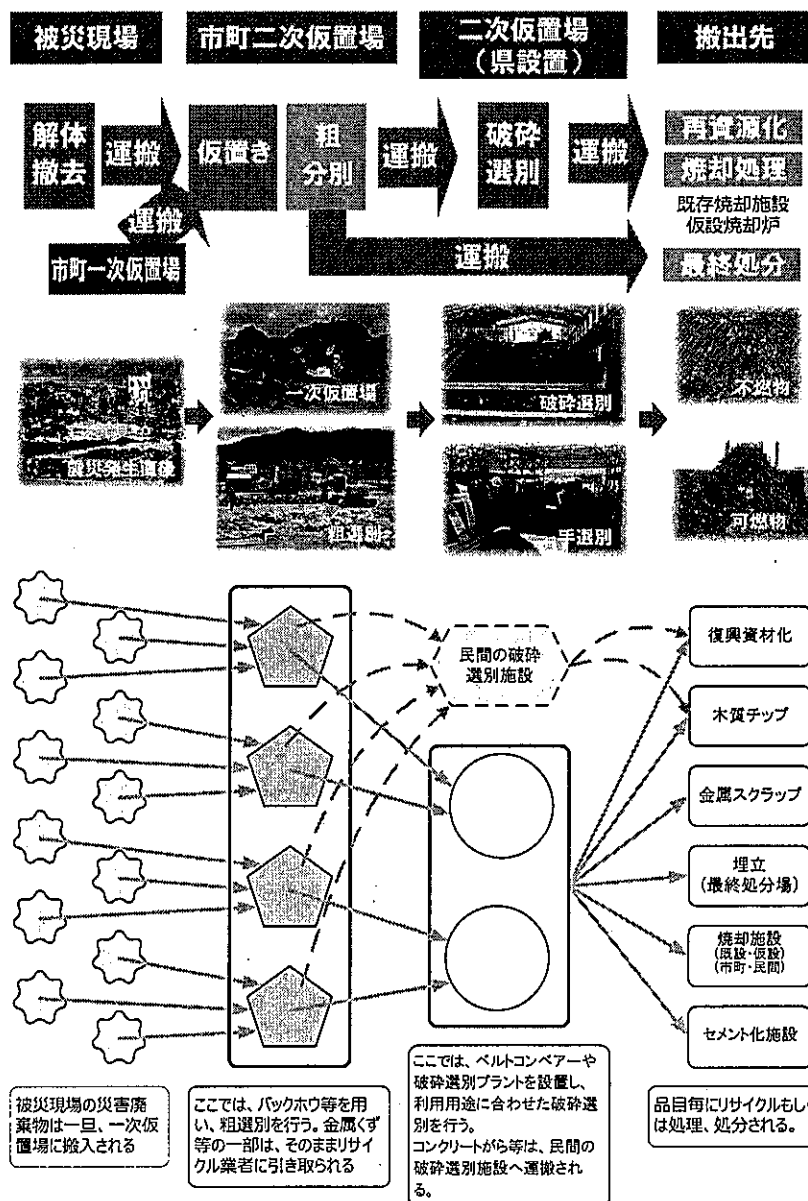 被災現場
市町二次仮置場
二次仮置場
(県設置)
搬出先
解体
撤去
運搬
仮置き
粗
分別
運搬
破砕
選別
運搬
再資源化
焼却処理
既存焼却施設
仮設焼却炉
運搬
市町一次仮置場
運搬
最終処分
震災発生直後
一次仮置場
粗選別
破砕選別
手選別
不燃物
可燃物
民間の破砕
選別施設
復興資材化
木質チップ
金属スクラップ
埋立
(最終処分場)
焼却施設
(既設・仮設)
(市町・民間)
セメント化施設
被災現場の災害廃
棄物は一旦、一次仮
置場に搬入される
ここでは、バックホウ等を用
い、粗選別を行う。金属くず
等の一部は、そのままリサイ
クル業者に引き取られる
ここでは、ベルトコンベアーや
破砕選別プラントを設置し、
利用用途に合わせた破砕選
別を行う。
コンクリートがら等は、民間の
破砕選別施設へ運搬され
る。
品目毎にリサイクルもしく
は処理、処分される。